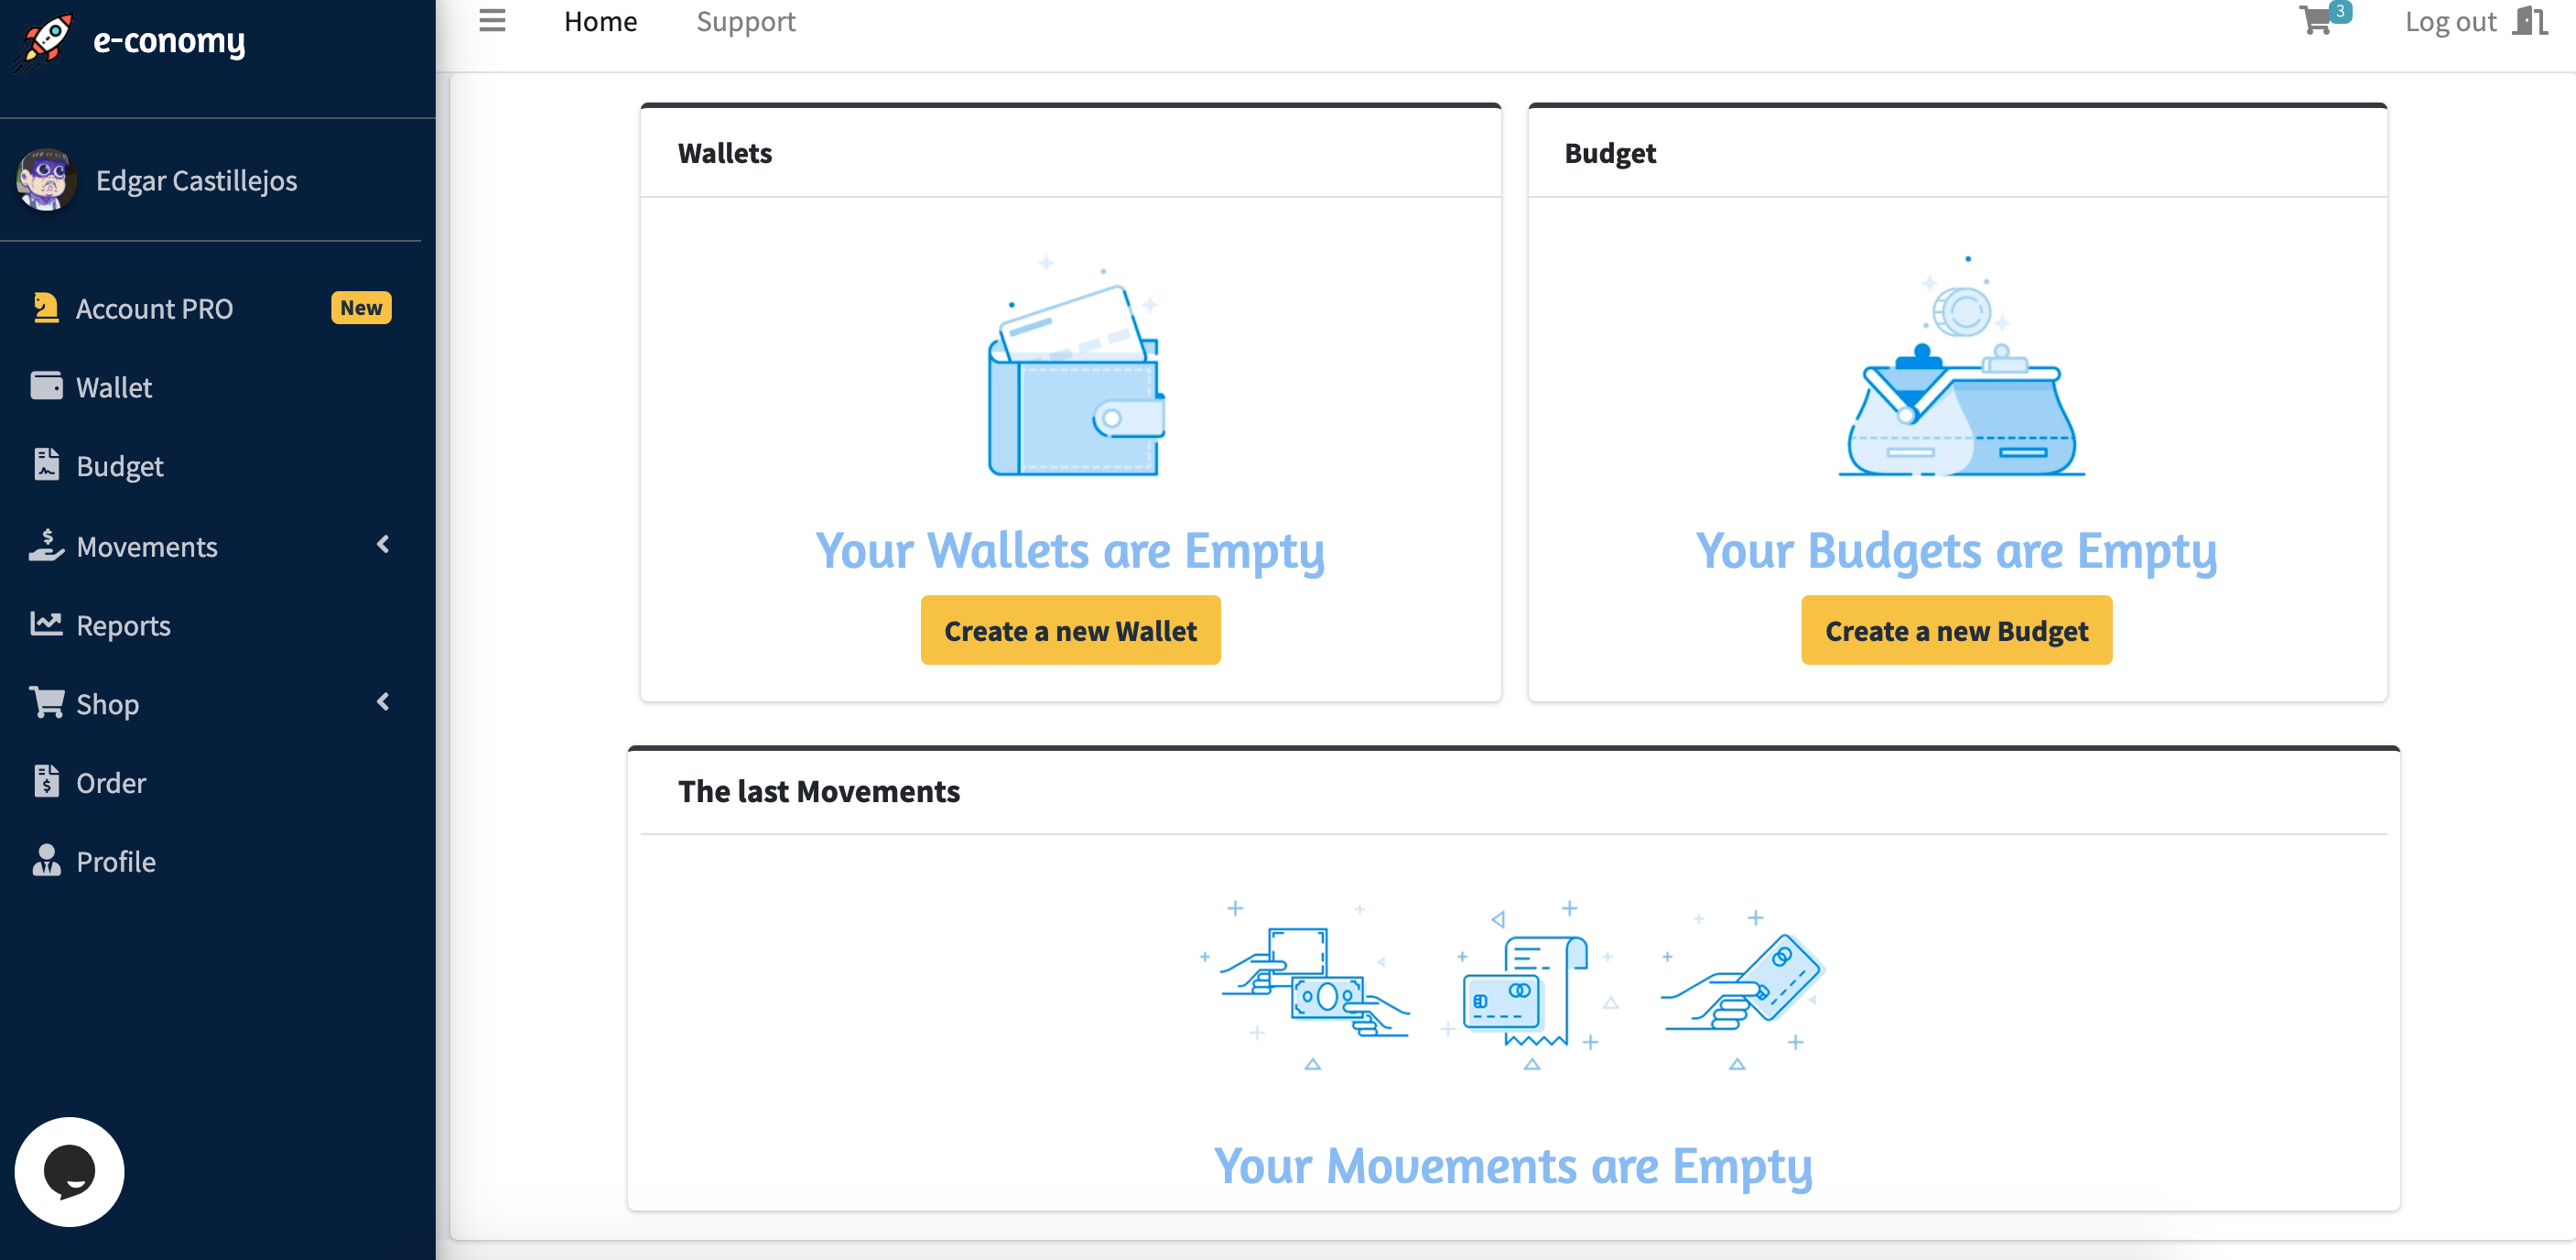 e-conomy
Edgar Castillejos
Account PRO New
Wallet
Budget
Movements
Reports
Shop
Order
Profile
Home Support 3 Log out
Wallets
Your Wallets are Empty
Create a new Wallet
Budget
Your Budgets are Empty
Create a new Budget
The last Movements
Your Movements are Empty